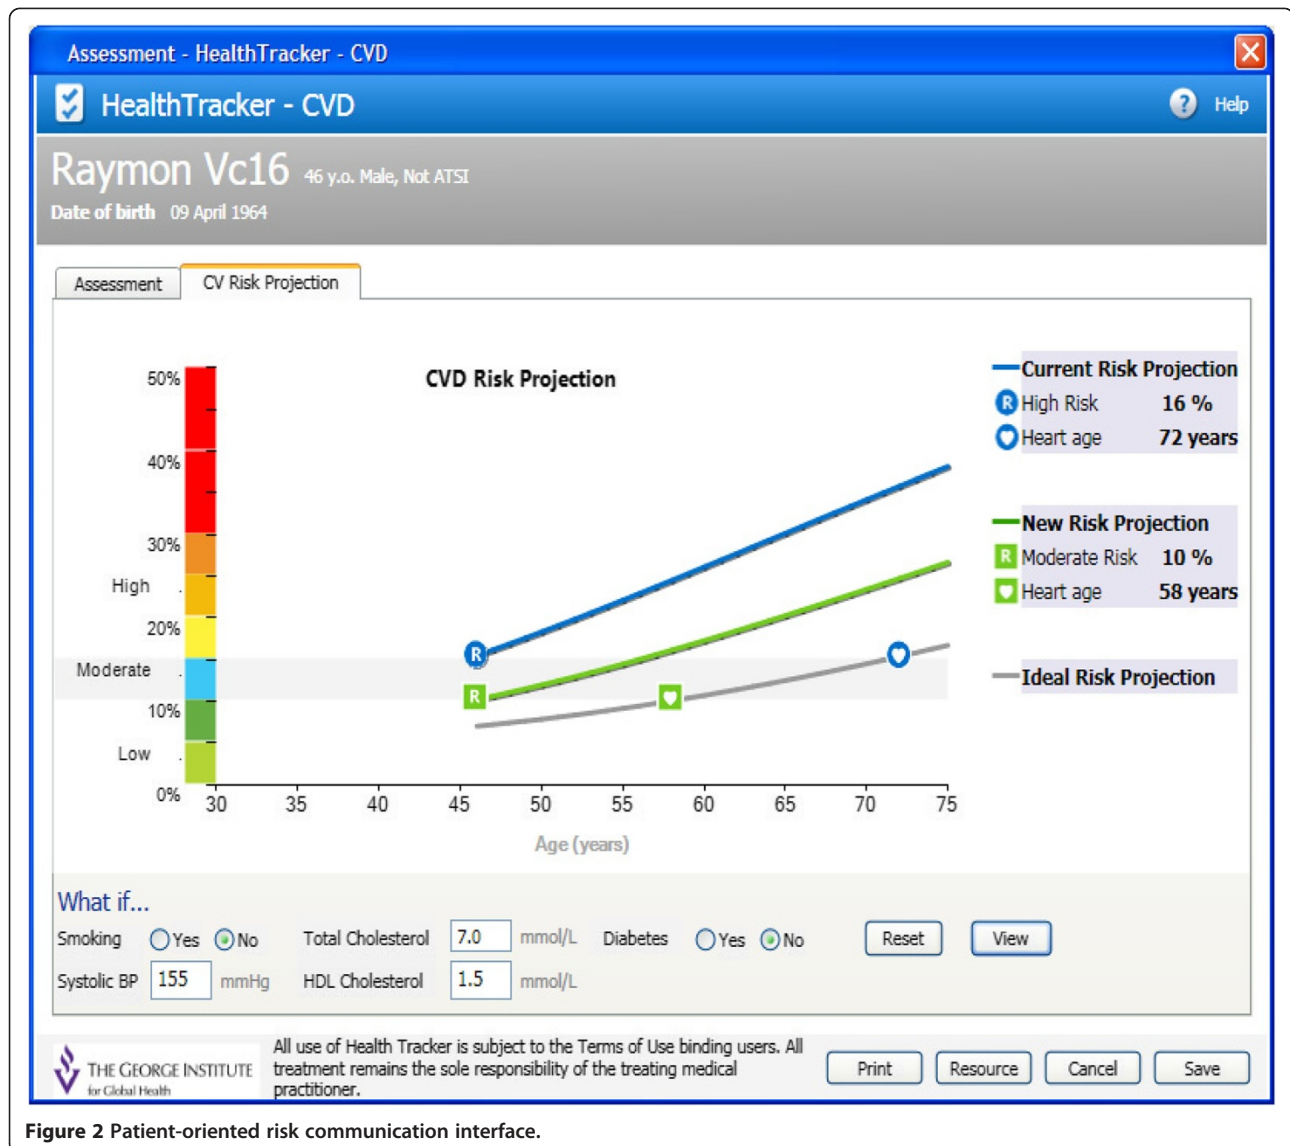 Assessment - HealthTracker - CVD
HealthTracker - CVD
? Help
Raymon Vc16 46 y.o. Male, Not ATSI
Date of birth 09 April 1964
Assessment
CV Risk Projection
CVD Risk Projection
50%
40%
30%
High
20%
Moderate
10%
Low
0%
30 35 40 45 50 55 60 65 70 75
Age (years)
R
R
Current Risk Projection
R High Risk 16 %
Heart age 72 years
New Risk Projection
R Moderate Risk 10 %
Heart age 58 years
Ideal Risk Projection
What if...
Smoking Yes No Total Cholesterol 7.0 mmol/L Diabetes Yes No Reset View
Systolic BP 155 mmHg HDL Cholesterol 1.5 mmol/L
THE GEORGE INSTITUTE
for Global Health
All use of Health Tracker is subject to the Terms of Use binding users. All
treatment remains the sole responsibility of the treating medical
practitioner.
Print Resource Cancel Save
Figure 2 Patient-oriented risk communication interface.